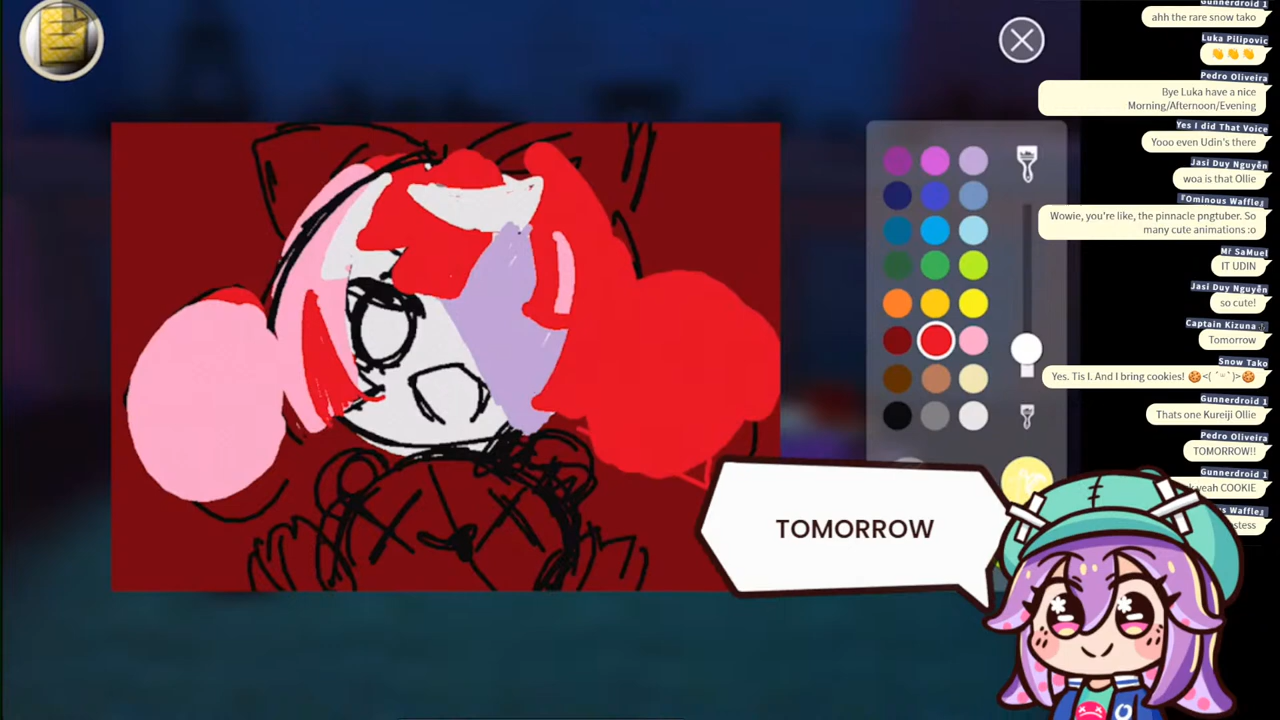 Gunnerdroid 1
ahh the rare snow tako
Luka Pilipovic
👏 👏 👏
Pedro Oliveira
Bye Luka have a nice
Morning/Afternoon/Evening
Yes I did That Voice
Yooo even Udin's there
Jasi Duy Nguyễn
woa is that Ollie
『Ominous Waffle』
Wowie, you're like, the pinnacle pngtuber. So
many cute animations :o
Mr SaMuel
IT UDIN
Jasi Duy Nguyễn
so cute!
Captain Kizuna
Tomorrow
Snow Tako
Yes. Tis I. And I bring cookies! 🍪<( ´ᵕ`)>🍪
Gunnerdroid 1
Thats one Kureiji Ollie
Pedro Oliveira
TOMORROW!!
Gunnerdroid 1
yeah COOKIE
Waffle』
TOMORROW